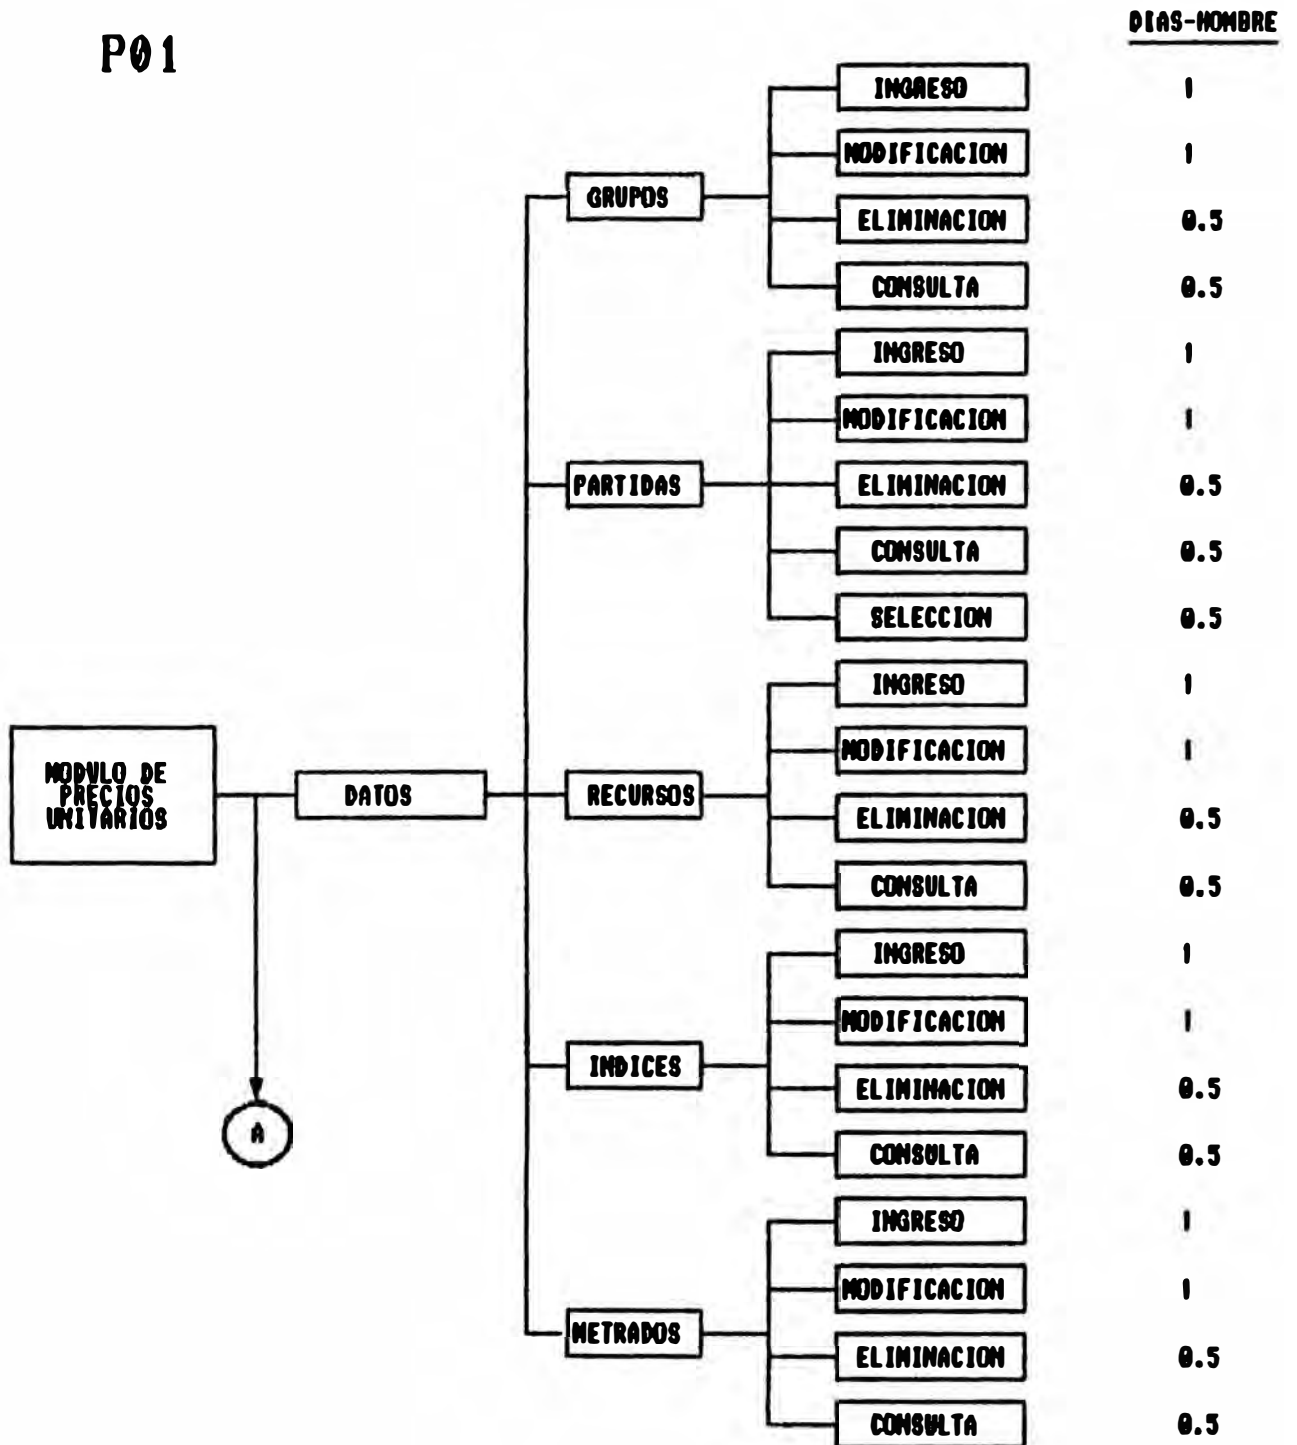 DIAS-HOMBRE
P01
INGRESO 1
MODIFICACION 1
GRUPOS
ELIMINACION 0.5
CONSULTA 0.5
INGRESO 1
MODIFICACION 1
PARTIDAS
ELIMINACION 0.5
CONSULTA 0.5
SELECCION 0.5
INGRESO 1
MODIFICACION 1
MODULO DE
PRECIOS
UNITARIOS
DATOS
RECURSOS
ELIMINACION 0.5
CONSULTA 0.5
INGRESO 1
MODIFICACION 1
INDICES
ELIMINACION 0.5
A
CONSULTA 0.5
INGRESO 1
MODIFICACION 1
METRADOS
ELIMINACION 0.5
CONSULTA 0.5